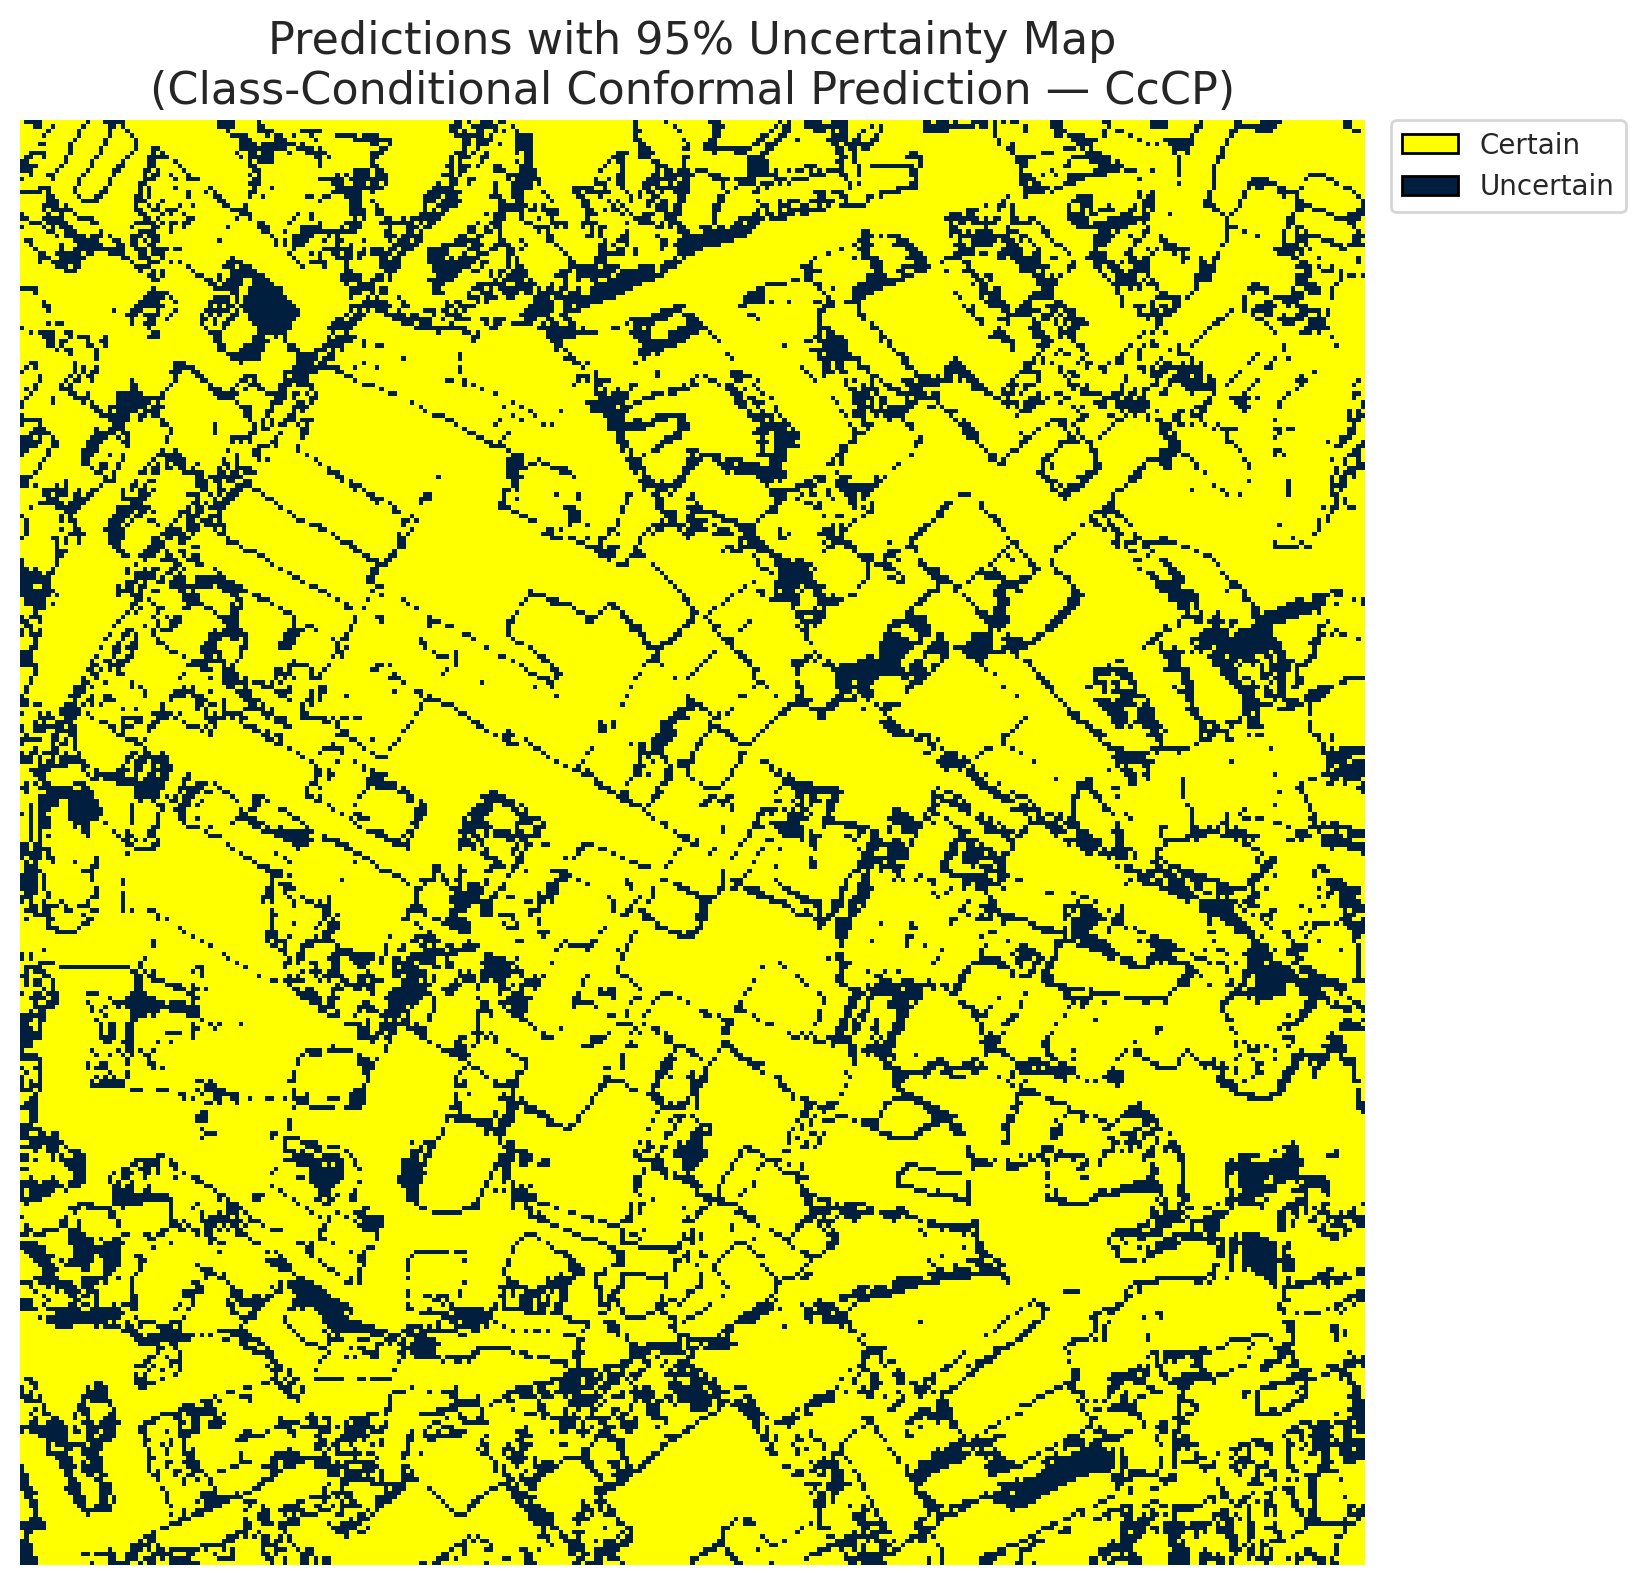 Predictions with 95% Uncertainty Map
(Class-Conditional Conformal Prediction — CcCP)
Certain
Uncertain